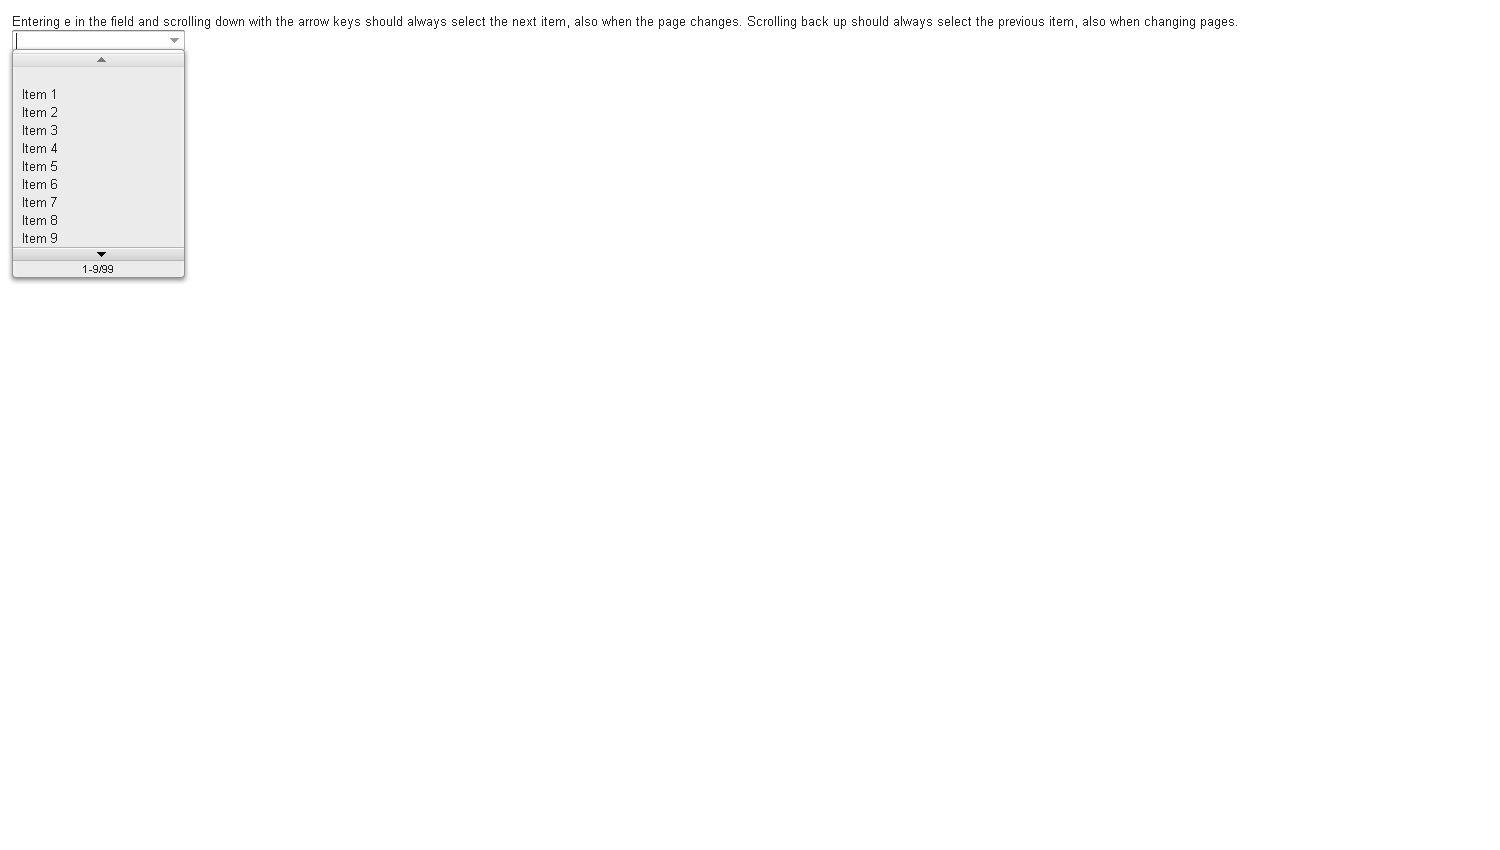 Entering e in the field and scrolling down with the arrow keys should always select the next item, also when the page changes. Scrolling back up should always select the previous item, also when changing pages.
Item 1
Item 2
Item 3
Item 4
Item 5
Item 6
Item 7
Item 8
Item 9
1-9/99